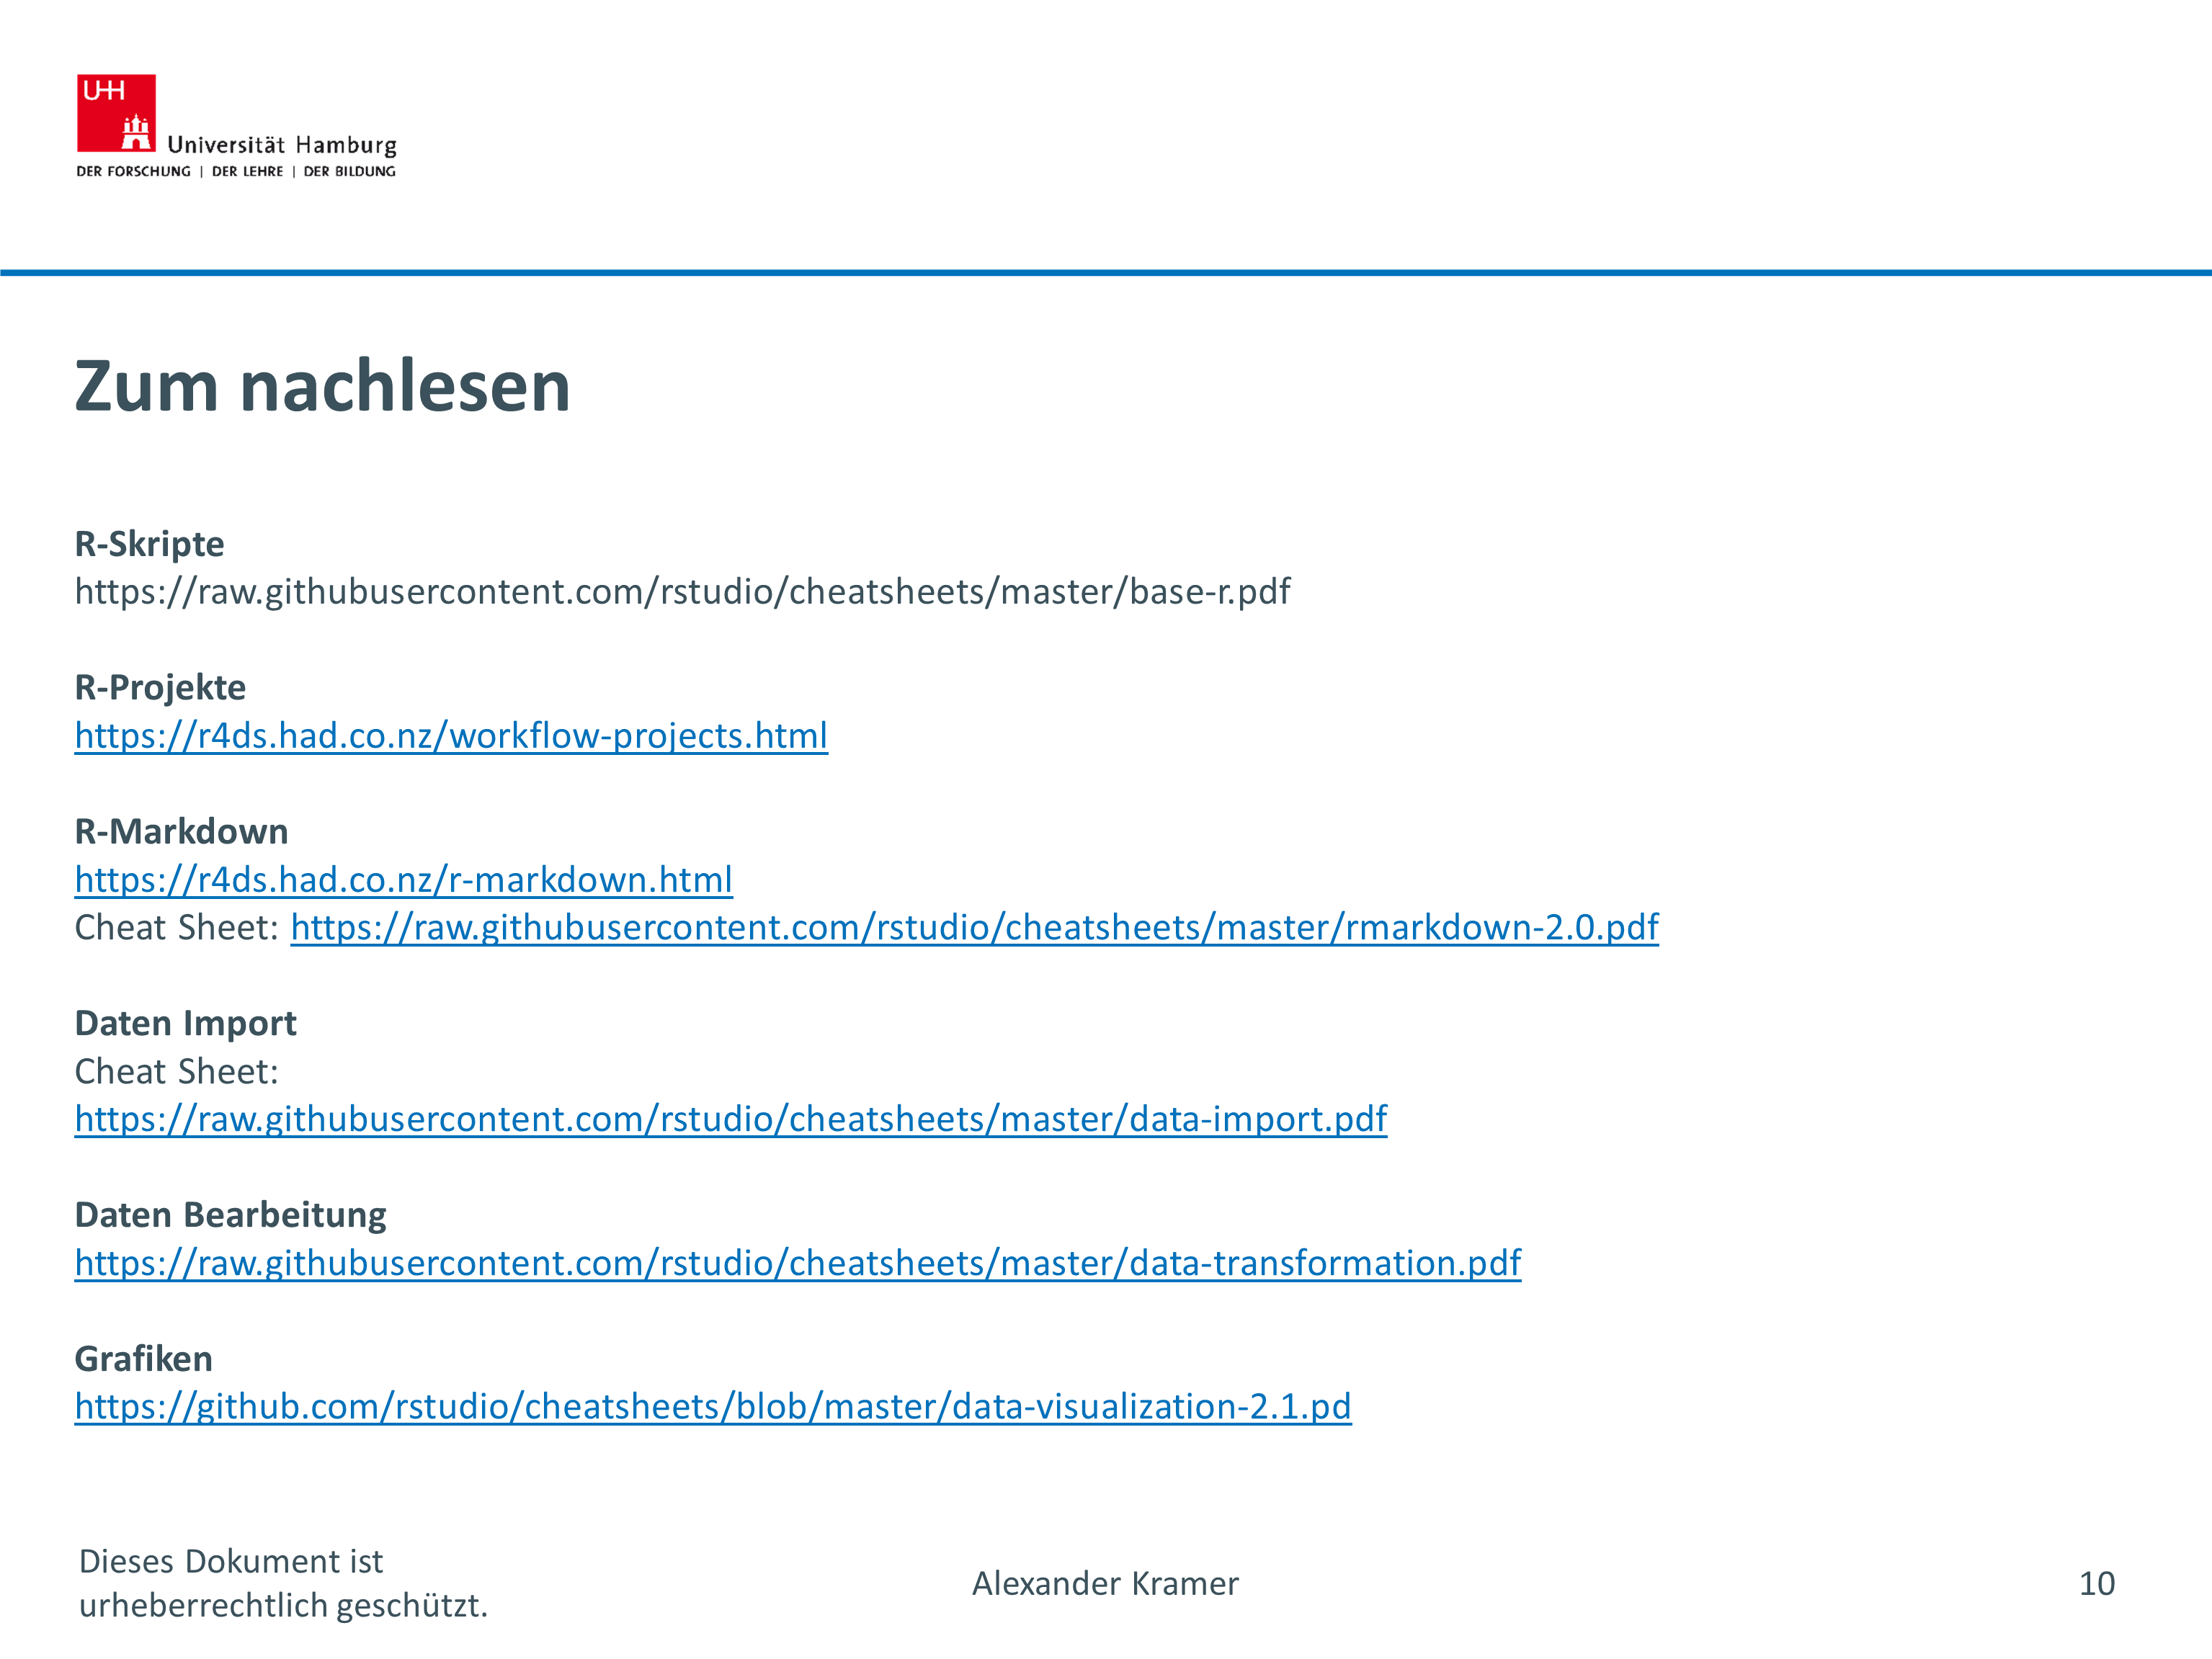 UHH
Universität Hamburg
DER FORSCHUNG | DER LEHRE | DER BILDUNG
Zum nachlesen
R-Skripte
https://raw.githubusercontent.com/rstudio/cheatsheets/master/base-r.pdf
R-Projekte
https://r4ds.had.co.nz/workflow-projects.html
R-Markdown
https://r4ds.had.co.nz/r-markdown.html
Cheat Sheet: https://raw.githubusercontent.com/rstudio/cheatsheets/master/rmarkdown-2.0.pdf
Daten Import
Cheat Sheet:
https://raw.githubusercontent.com/rstudio/cheatsheets/master/data-import.pdf
Daten Bearbeitung
https://raw.githubusercontent.com/rstudio/cheatsheets/master/data-transformation.pdf
Grafiken
https://github.com/rstudio/cheatsheets/blob/master/data-visualization-2.1.pd
Dieses Dokument ist
urheberrechtlich geschützt.
Alexander Kramer
10